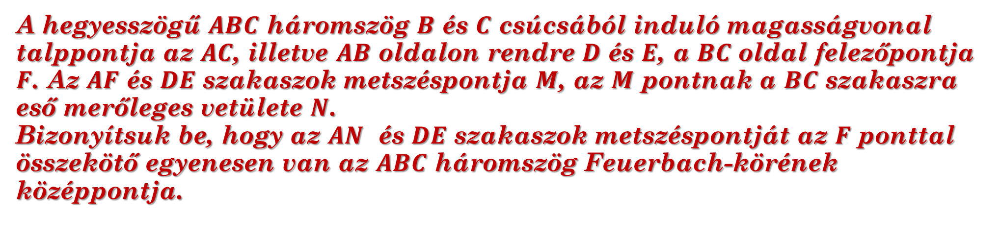 A hegyesszögű ABC háromszög B és C csúcsából induló magasságvonal
talppontja az AC, illetve AB oldalon rendre D és E, a BC oldal felezőpontja
F. Az AF és DE szakaszok metszéspontja M, az M pontnak a BC szakaszra
eső merőleges vetülete N.
Bizonyítsuk be, hogy az AN és DE szakaszok metszéspontját az F ponttal
összekötő egyenesen van az ABC háromszög Feuerbach-körének
középpontja.